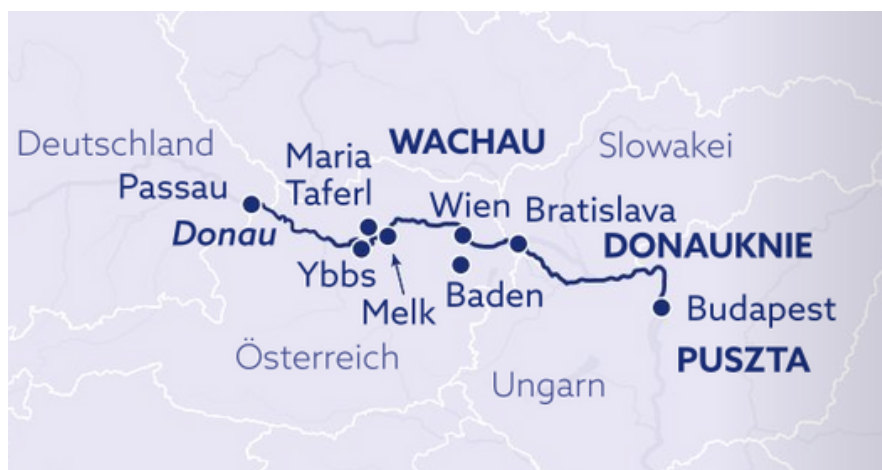 Deutschland
WACHAU
Slowakei
Maria
Taferl
Passau
Donau
Wien
Bratislava
DONAUKNIE
Ybbs
Melk
Baden
Budapest
Österreich
PUSZTA
Ungarn